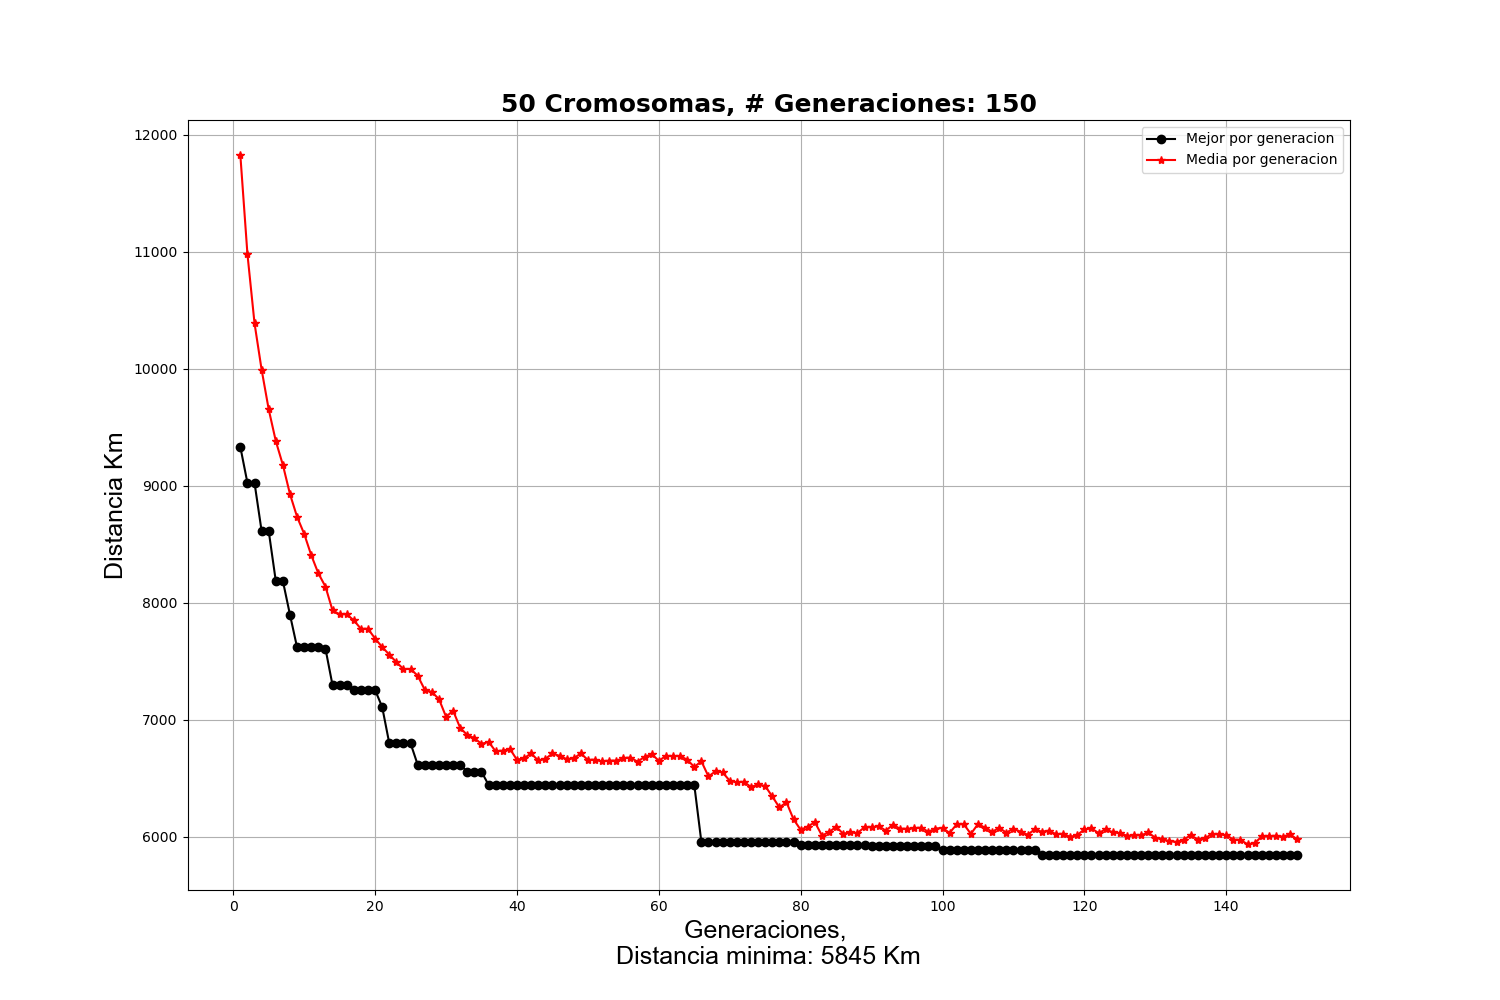 50 Cromosomas, # Generaciones: 150
Mejor por generacion
Media por generacion
12000
11000
10000
9000
8000
7000
6000
Distancia Km
0 20 40 60 80 100 120 140
Generaciones,
Distancia minima: 5845 Km